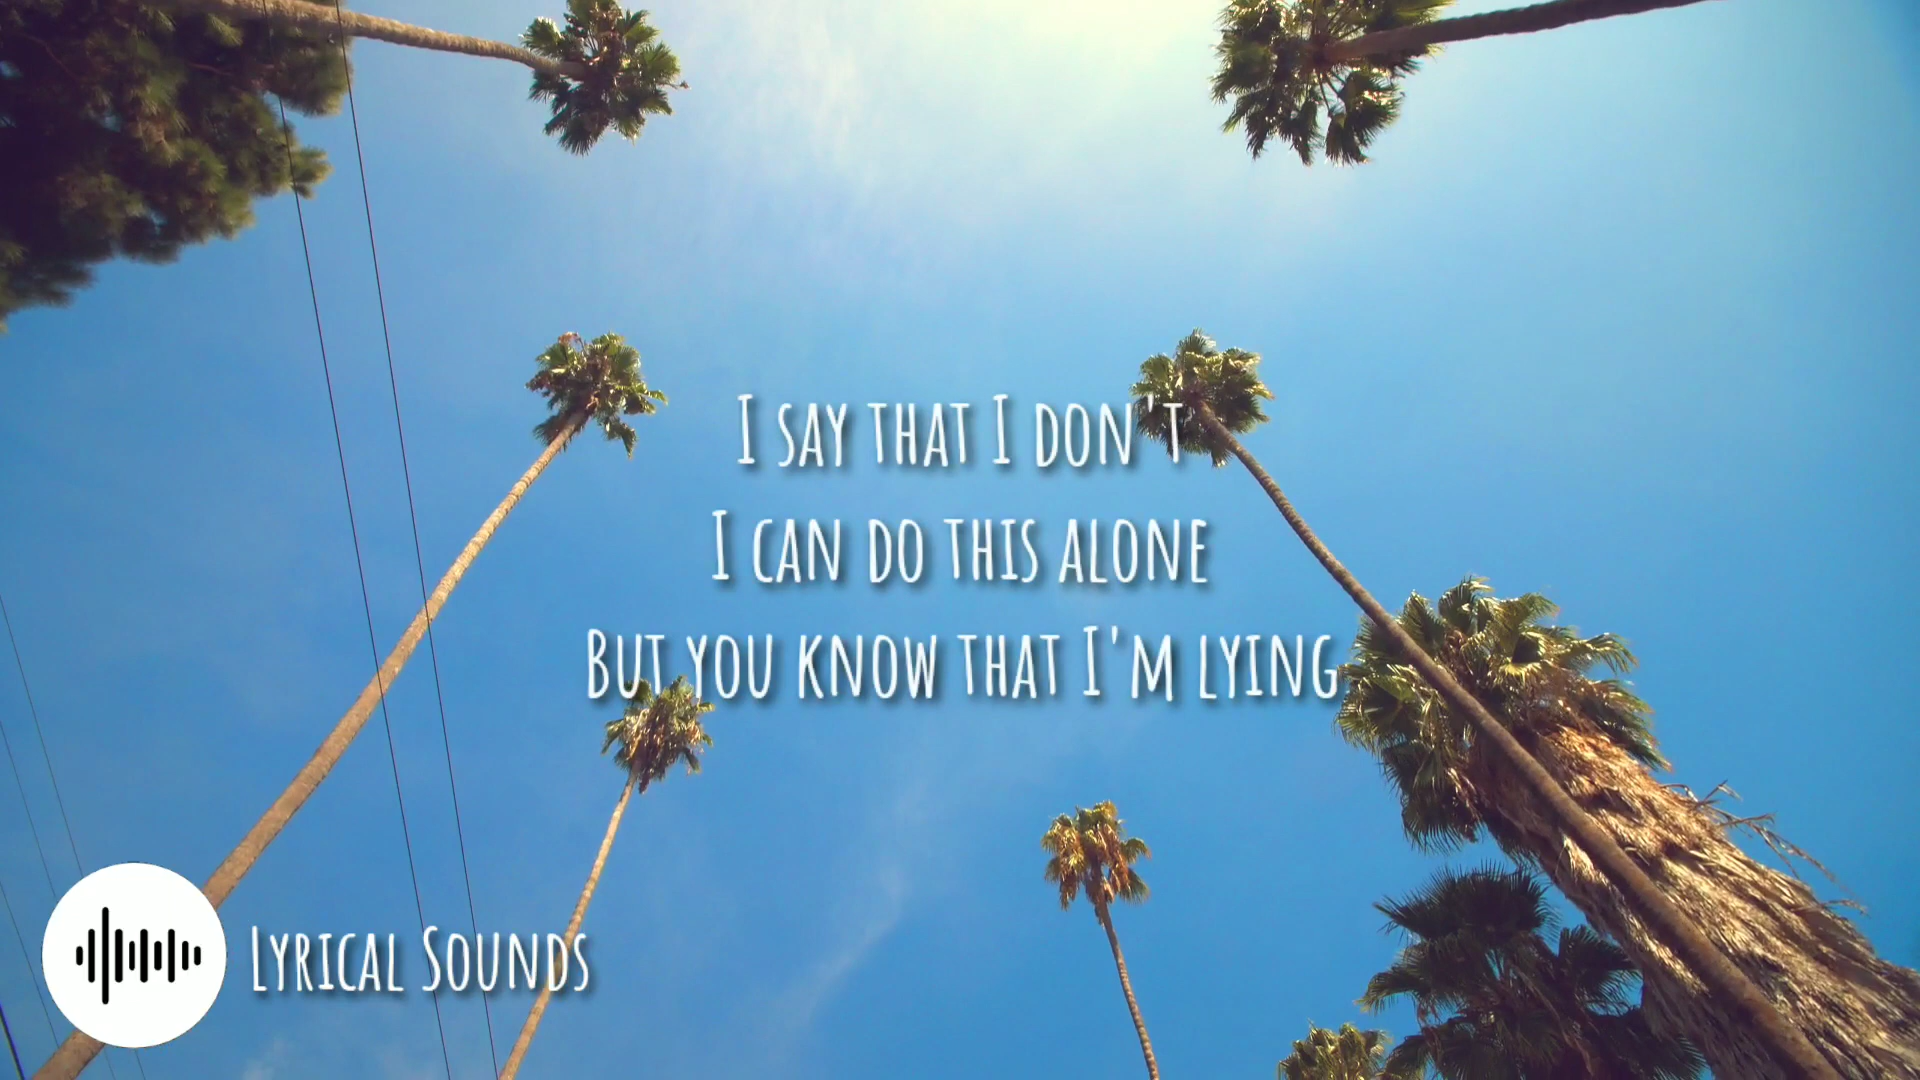 I say that I don't
I can do this alone
But you know that I'm lying
Lyrical Sounds